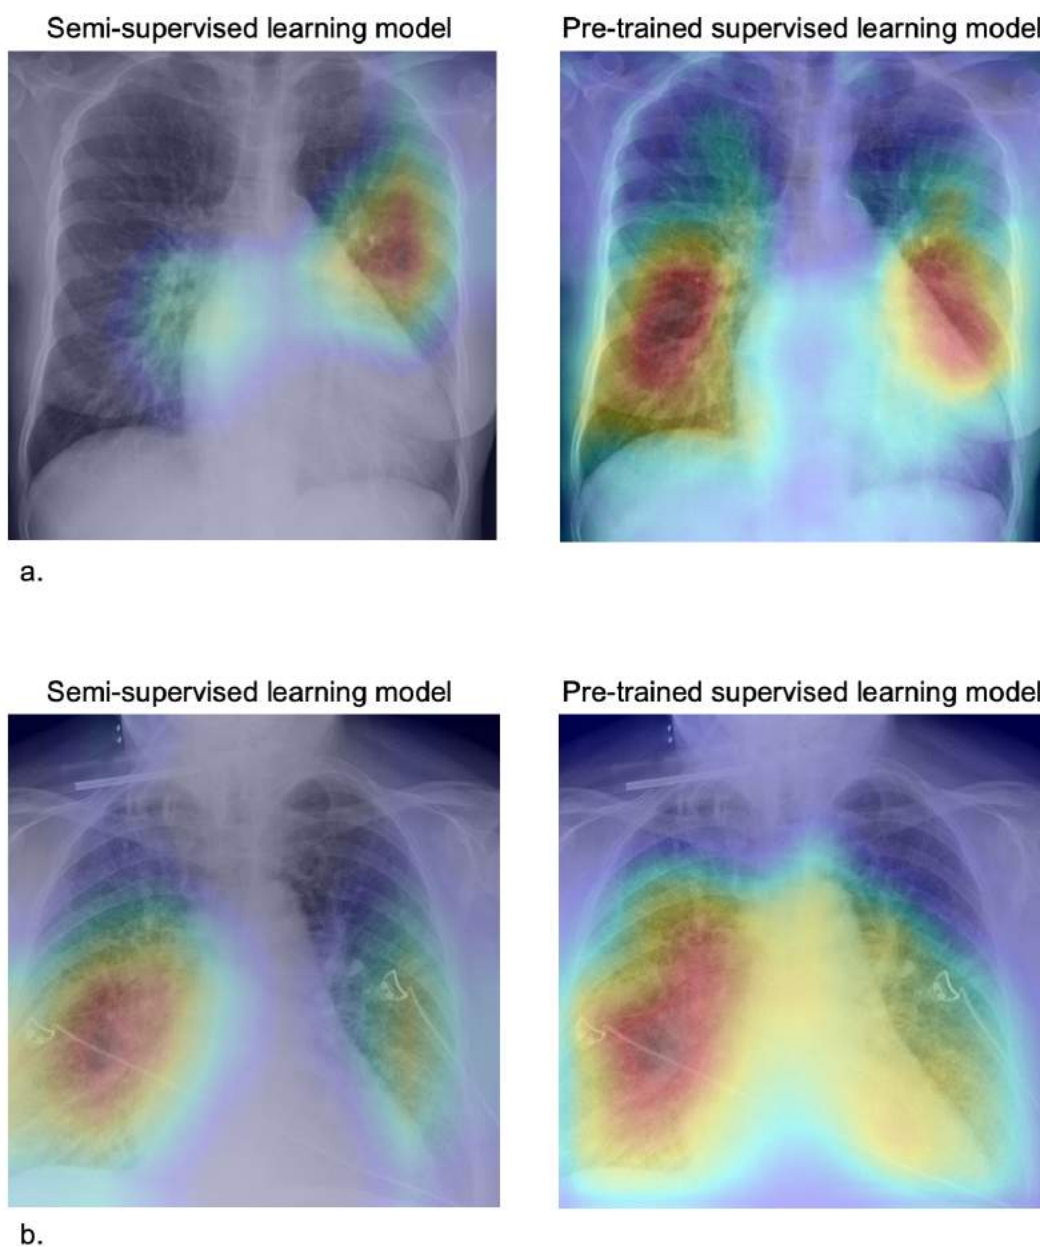 Semi-supervised learning model
Pre-trained supervised learning model
a.
Semi-supervised learning model
Pre-trained supervised learning model
b.